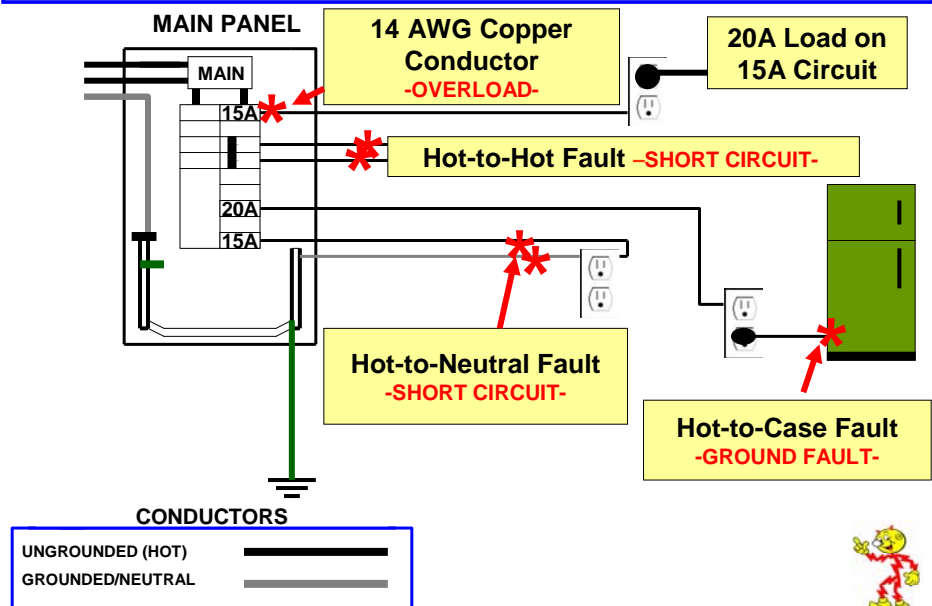 MAIN PANEL
14 AWG Copper
Conductor
-OVERLOAD-
20A Load on
15A Circuit
MAIN
15A
Hot-to-Hot Fault –SHORT CIRCUIT-
20A
15A
Hot-to-Neutral Fault
-SHORT CIRCUIT-
Hot-to-Case Fault
-GROUND FAULT-
CONDUCTORS
UNGROUNDED (HOT)
GROUNDED/NEUTRAL